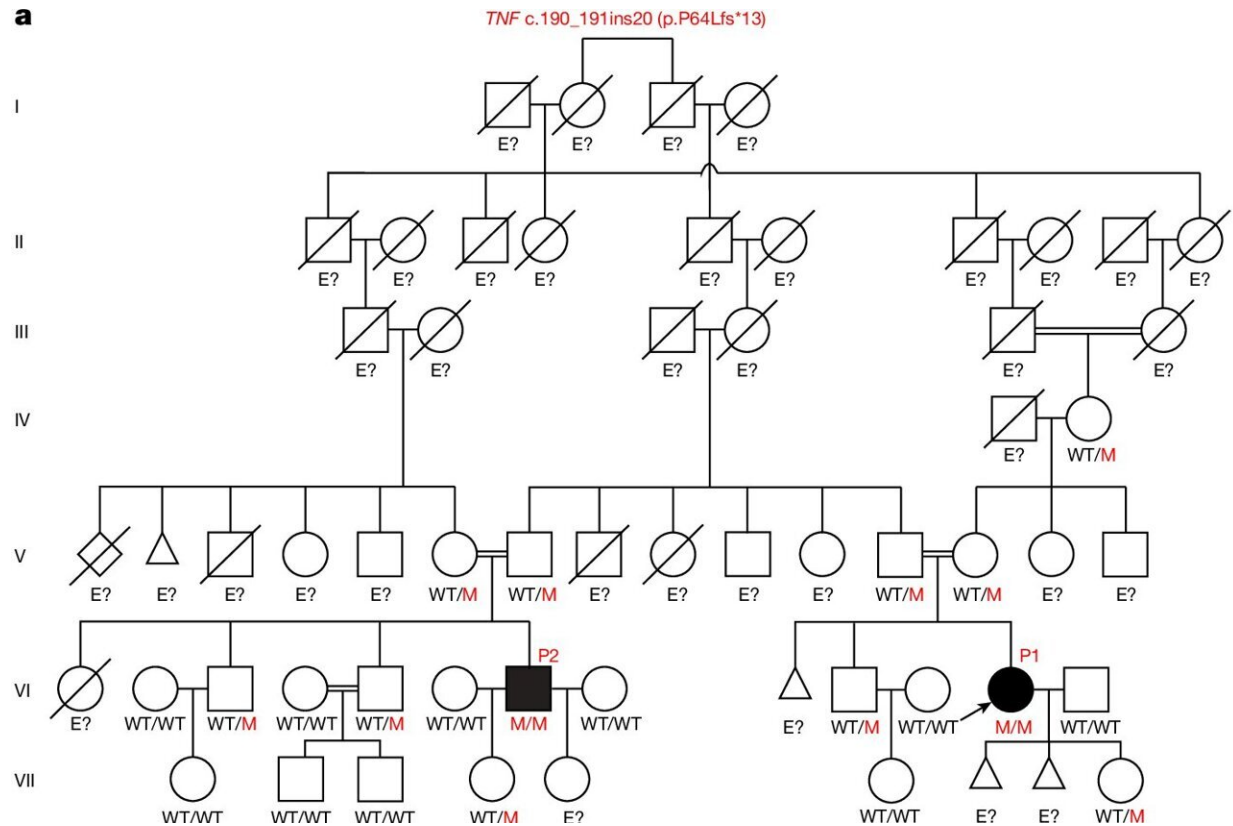 a
TNF c.190_191ins20 (p.P64Lfs*13)
I
E? E? E? E?
II
E? E? E? E? E? E? E? E? E? E?
III
E? E? E? E? E? E?
IV
E? WT/M
V
E? E? E? E? E? WT/M WT/M E? E? E? E? WT/M WT/M E? E?
P2 P1
VI
E? WT/WT WT/M WT/WT WT/M WT/WT M/M WT/WT E? WT/M WT/WT M/M WT/WT
VII
WT/WT WT/WT WT/WT WT/M E? WT/WT E? E? WT/M